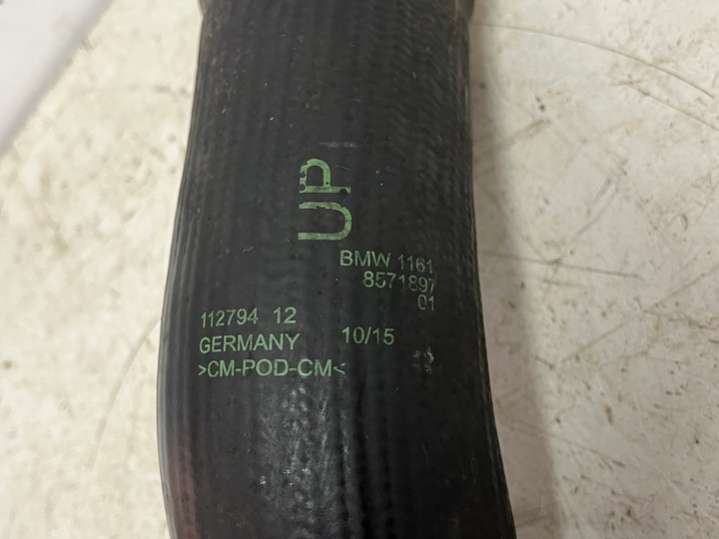 UP
BMW 1161
8571897
01
112794 12
GERMANY 10/15
>CM-POD-CM<